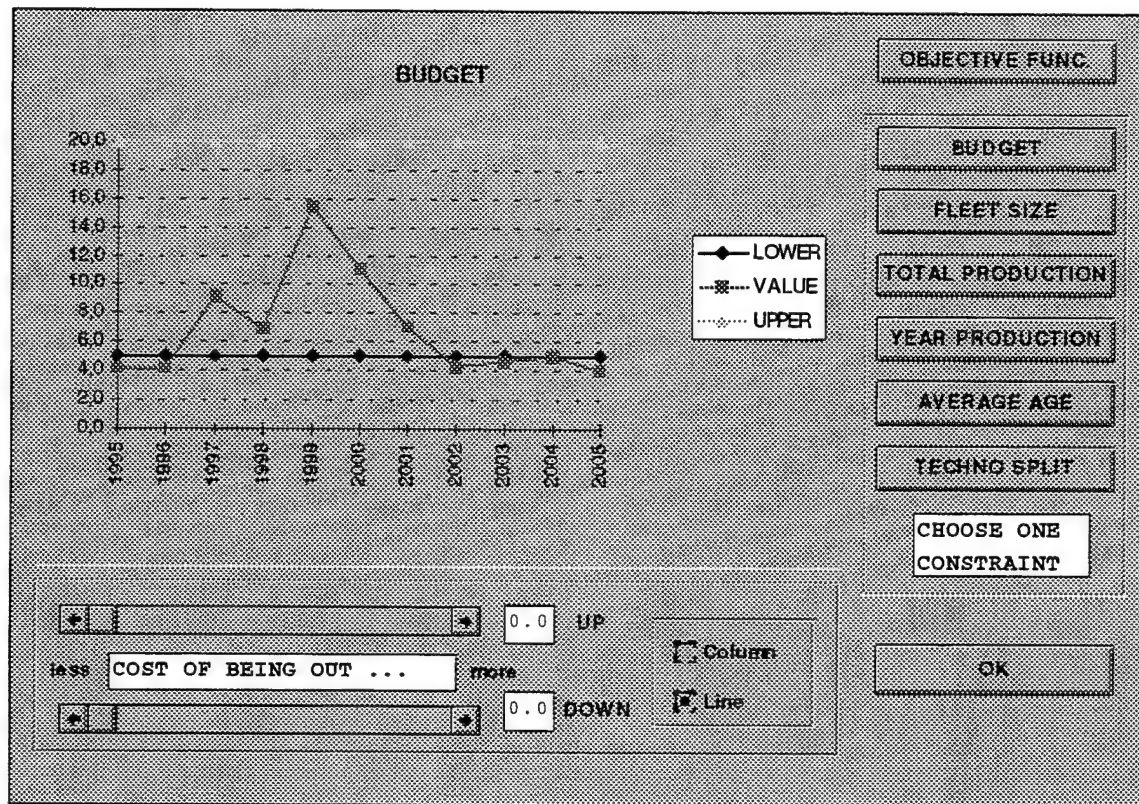 BUDGET
20,0
18,0
16,0
14,0
12,0
10,0
8,0
6,0
4,0
2,0
0,0
1995
1996
1997
1998
1999
2000
2001
2002
2003
2004
2005
LOWER
VALUE
UPPER
OBJECTIVE FUNC.
BUDGET
FLEET SIZE
TOTAL PRODUCTION
YEAR PRODUCTION
AVERAGE AGE
TECHNO SPLIT
CHOOSE ONE
CONSTRAINT
0.0 UP
less COST OF BEING OUT ... more
0.0 DOWN
Column
Line
OK